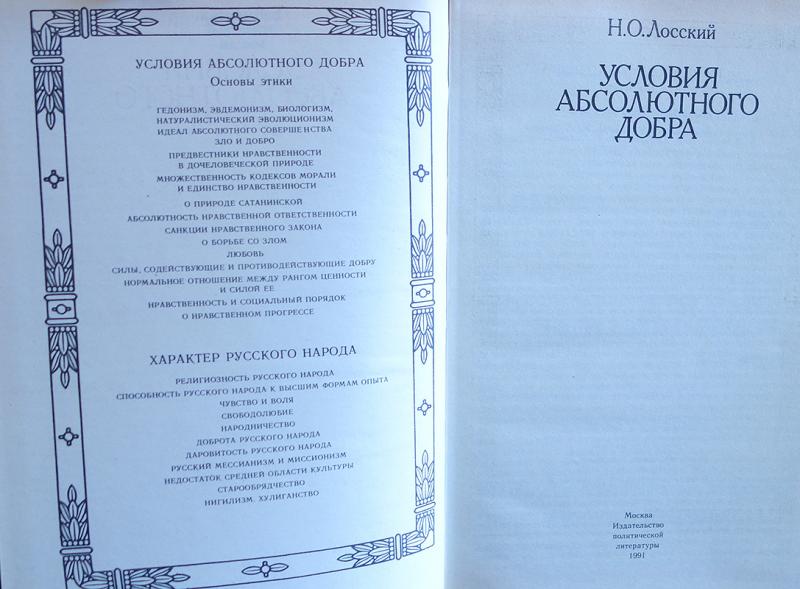 УСЛОВИЯ АБСОЛЮТНОГО ДОБРА
Основы этики
ГЕДОНИЗМ, ЭВДЕМОНИЗМ, БИОЛОГИЗМ,
НАТУРАЛИСТИЧЕСКИЙ ЭВОЛЮЦИОНИЗМ
ИДЕАЛ АБСОЛЮТНОГО СОВЕРШЕНСТВА
ЗЛО И ДОБРО
ПРЕДВЕСТНИКИ НРАВСТВЕННОСТИ
В ДОЧЕЛОВЕЧЕСКОЙ ПРИРОДЕ
МНОЖЕСТВЕННОСТЬ КОДЕКСОВ МОРАЛИ
И ЕДИНСТВО НРАВСТВЕННОСТИ
О ПРИРОДЕ САТАНИНСКОЙ
АБСОЛЮТНОСТЬ НРАВСТВЕННОЙ ОТВЕТСТВЕННОСТИ
САНКЦИИ НРАВСТВЕННОГО ЗАКОНА
О БОРЬБЕ СО ЗЛОМ
ЛЮБОВЬ
СИЛЫ, СОДЕЙСТВУЮЩИЕ И ПРОТИВОДЕЙСТВУЮЩИЕ ДОБРУ
НОРМАЛЬНОЕ ОТНОШЕНИЕ МЕЖДУ РАНГОМ ЦЕННОСТИ
И СИЛОЙ ЕЕ
НРАВСТВЕННОСТЬ И СОЦИАЛЬНЫЙ ПОРЯДОК
О НРАВСТВЕННОМ ПРОГРЕССЕ
ХАРАКТЕР РУССКОГО НАРОДА
РЕЛИГИОЗНОСТЬ РУССКОГО НАРОДА
СПОСОБНОСТЬ РУССКОГО НАРОДА К ВЫСШИМ ФОРМАМ ОПЫТА
ЧУВСТВО И ВОЛЯ
СВОБОДОЛЮБИЕ
НАРОДНИЧЕСТВО
ДОБРОТА РУССКОГО НАРОДА
ДАРОВИТОСТЬ РУССКОГО НАРОДА
РУССКИЙ МЕССИАНИЗМ И МИССИОНИЗМ
НЕДОСТАТОК СРЕДНЕЙ ОБЛАСТИ КУЛЬТУРЫ
СТАРООБРЯДЧЕСТВО
НИГИЛИЗМ. ХУЛИГАНСТВО
Н.О.Лосский
УСЛОВИЯ
АБСОЛЮТНОГО
ДОБРА
Москва
Издательство
политической
литературы
1991